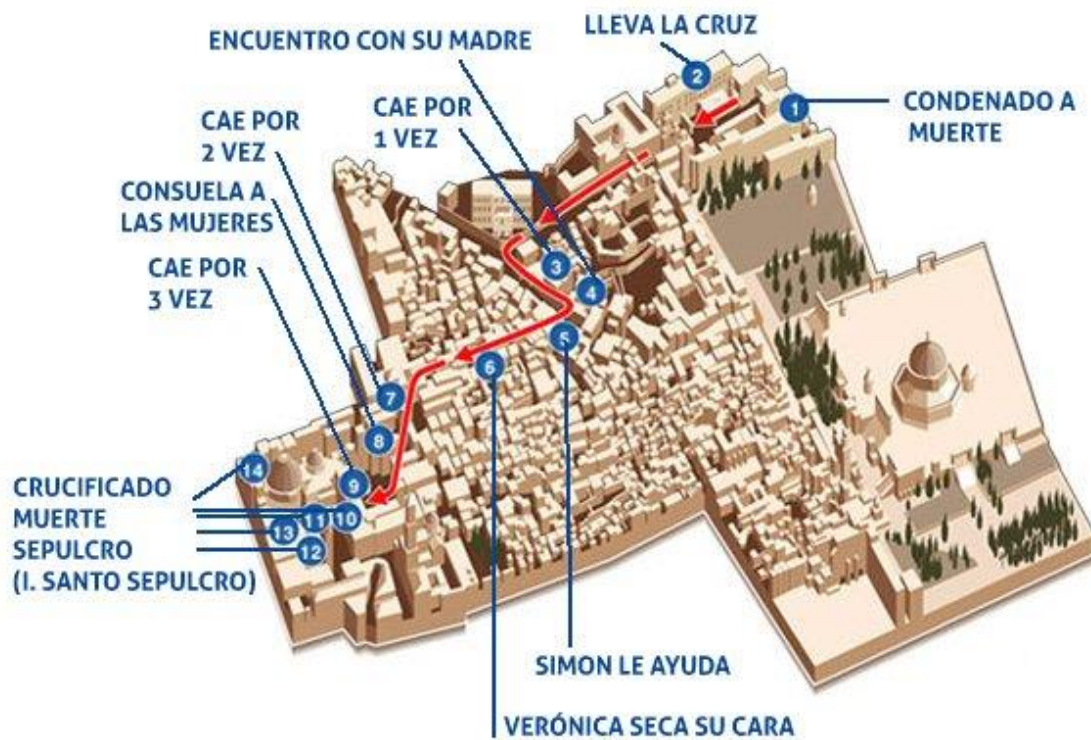 LLEVA LA CRUZ
ENCUENTRO CON SU MADRE
2
CONDENADO A
MUERTE
1
CAE POR
1 VEZ
CAE POR
2 VEZ
CONSUELA A
LAS MUJERES
CAE POR
3 VEZ
3
4
5
6
7
8
9
14
10
11
13
12
CRUCIFICADO
MUERTE
SEPULCRO
(I. SANTO SEPULCRO)
SIMON LE AYUDA
VERÓNICA SECA SU CARA